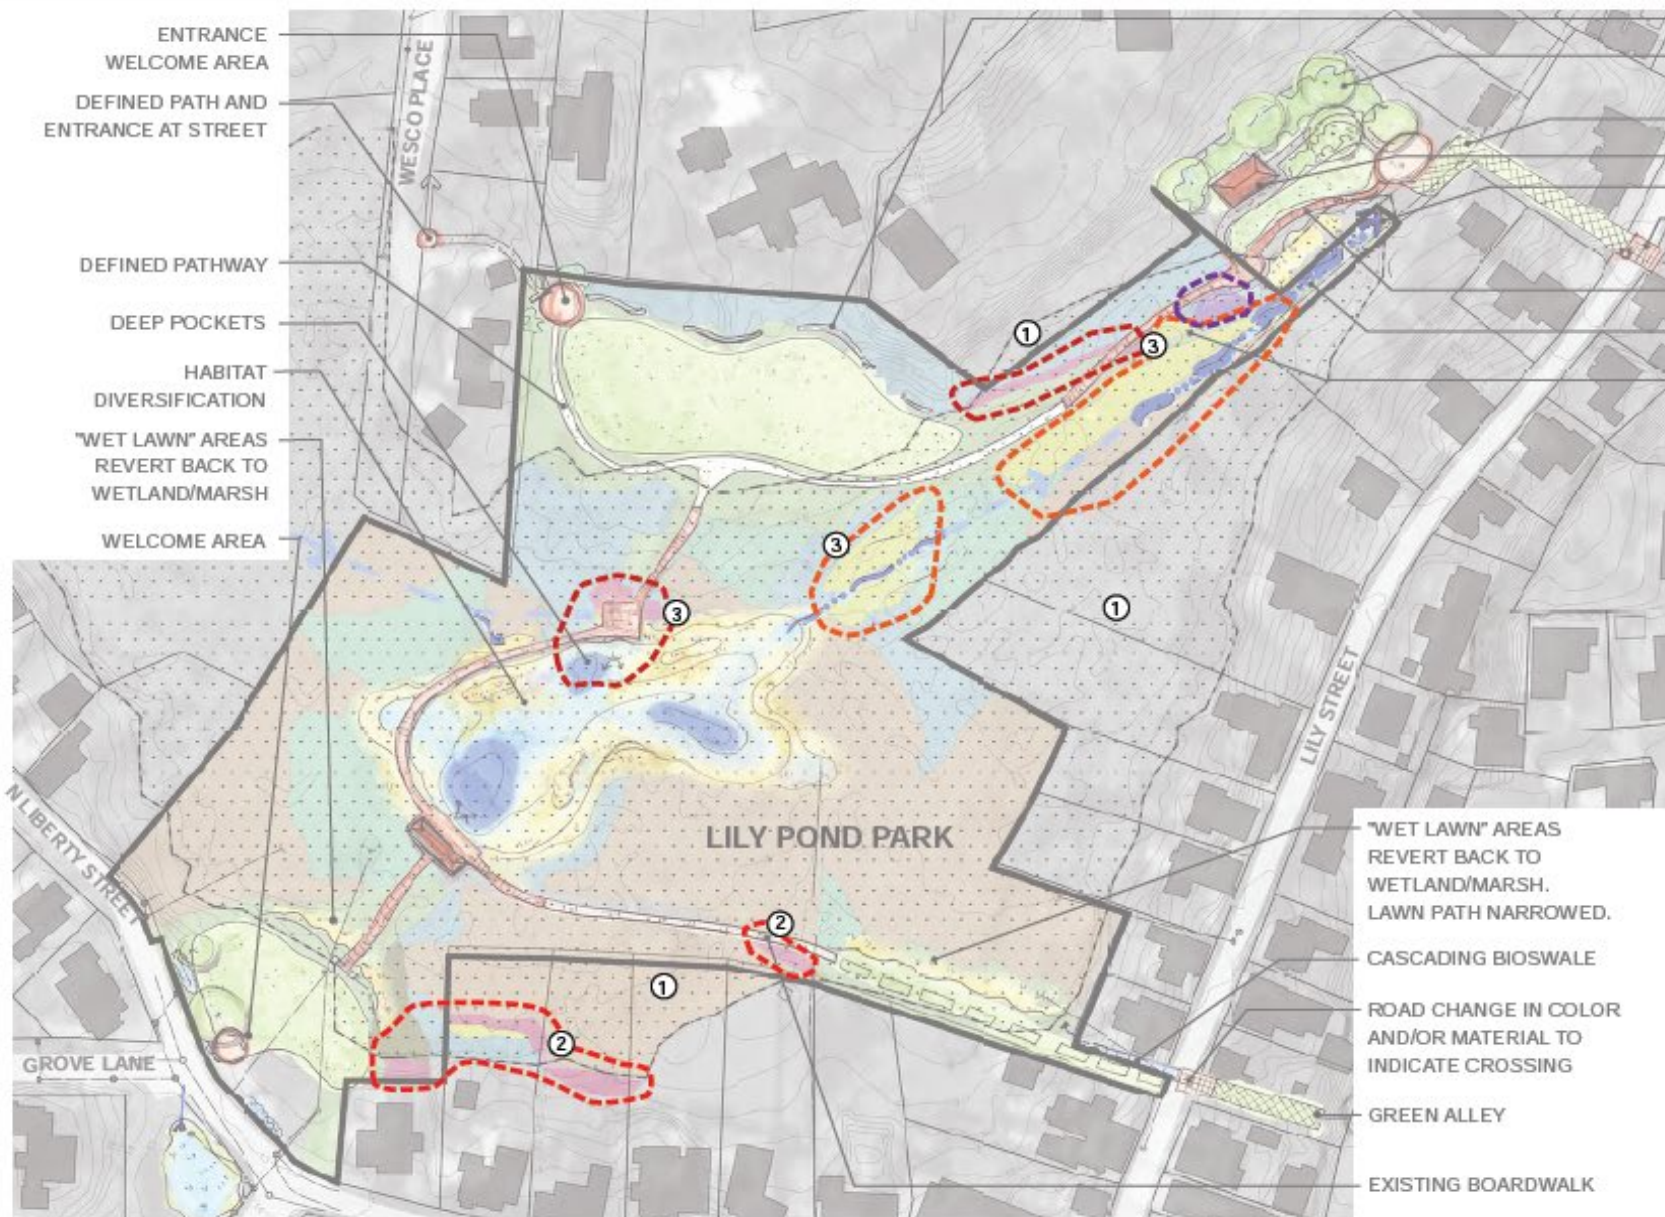 ENTRANCE
WELCOME AREA
DEFINED PATH AND
ENTRANCE AT STREET
WESCO PLACE
DEFINED PATHWAY
DEEP POCKETS
HABITAT
DIVERSIFICATION
"WET LAWN" AREAS
REVERT BACK TO
WETLAND/MARSH
WELCOME AREA
1
3
3
1
3
LILY STREET
N LIBERTY STREET
LILY POND PARK
"WET LAWN" AREAS
REVERT BACK TO
WETLAND/MARSH.
LAWN PATH NARROWED.
2
CASCADING BIOSWALE
1
ROAD CHANGE IN COLOR
AND/OR MATERIAL TO
INDICATE CROSSING
2
GROVE LANE
GREEN ALLEY
EXISTING BOARDWALK